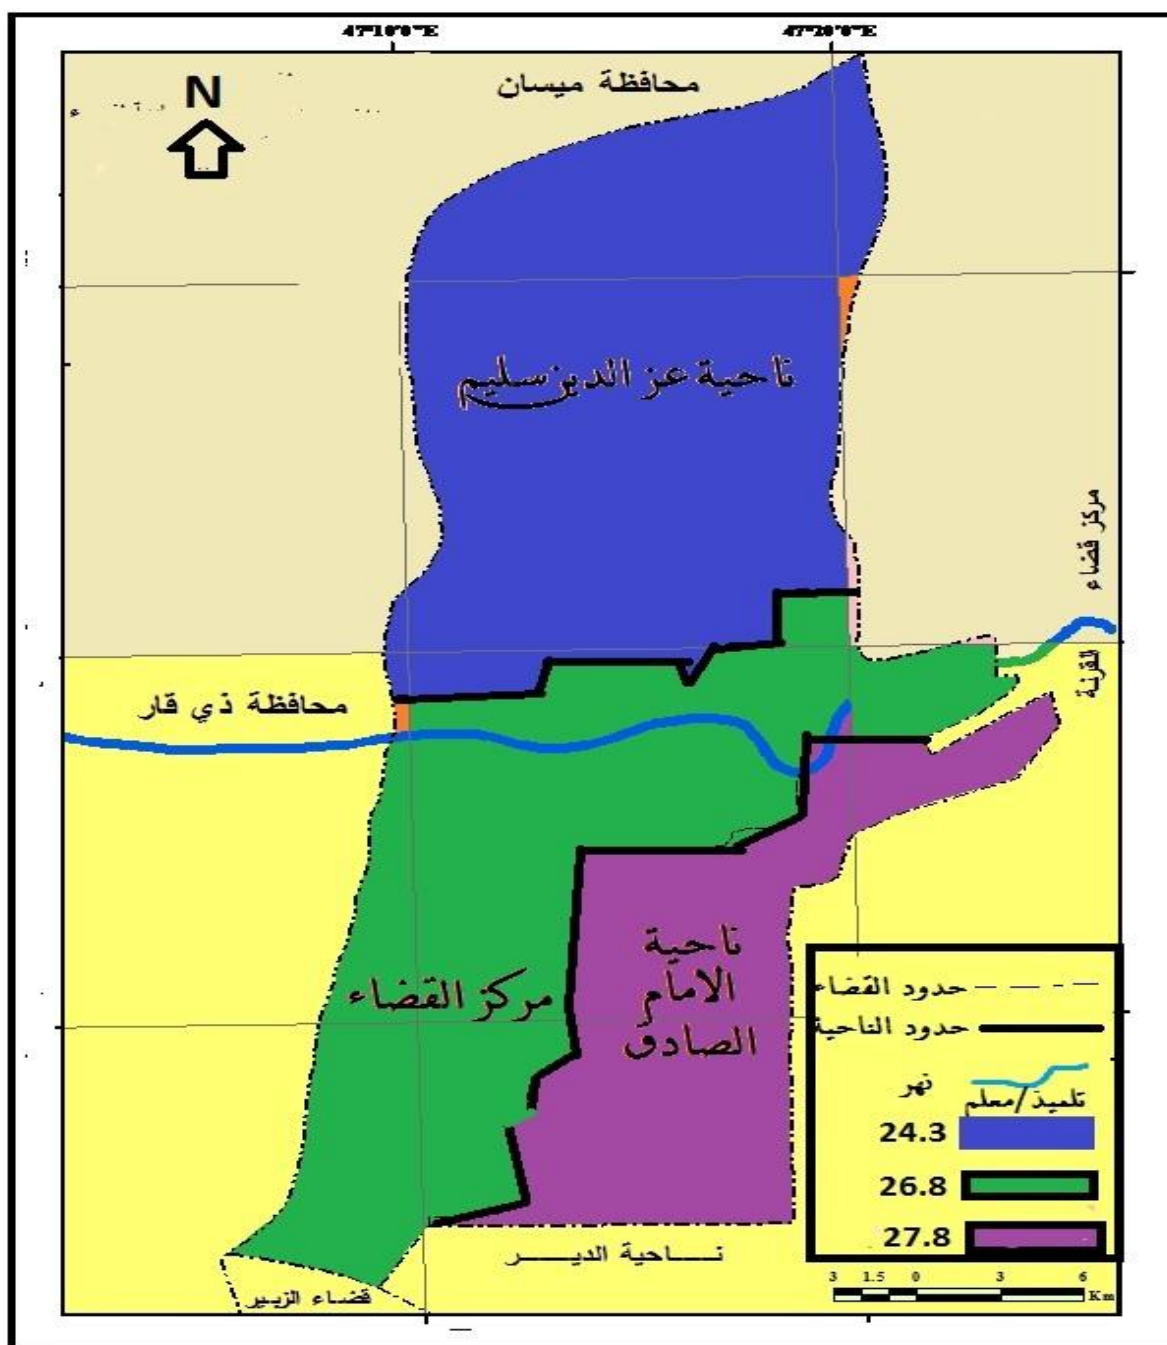 47°10'0"E
47°20'0"E
محافظة ميسان
N
ناحية عز الدين سليم
مركز قضاء
القرنة
محافظة ذي قار
ناحية
الامام
الصادق
مركز القضاء
حدود القضاء
حدود الناحية
نهر
تلميذ/معلم
24.3
26.8
27.8
نــاحية الديـــــر
قضاء الزبير
3 1.5 0 3 6
Km